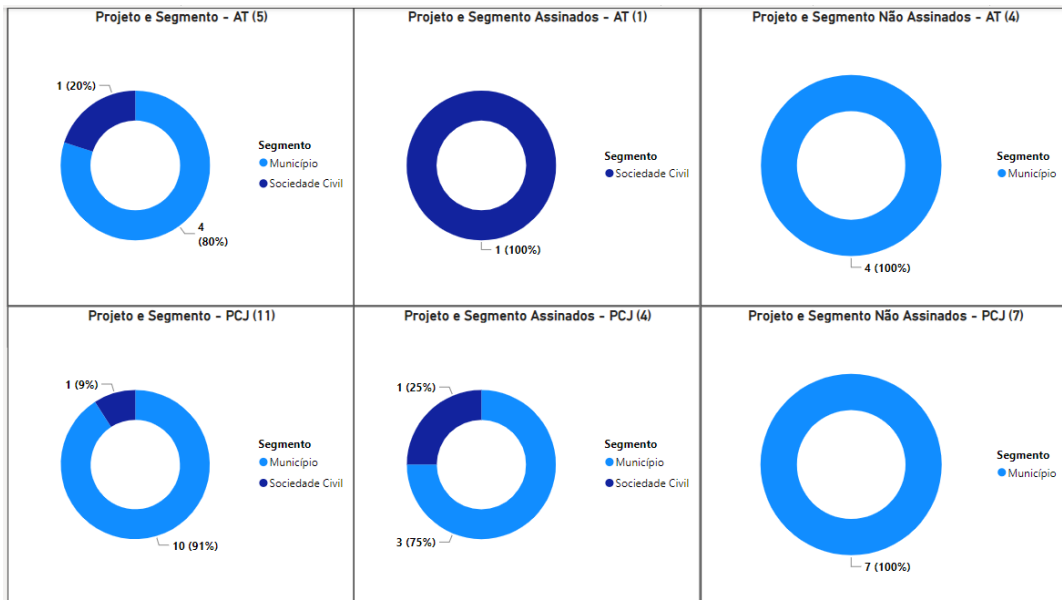 Projeto e Segmento - AT (5)
1 (20%)
Segmento
Município
Sociedade Civil
4
(80%)
Projeto e Segmento Assinados - AT (1)
Segmento
Sociedade Civil
1 (100%)
Projeto e Segmento Não Assinados - AT (4)
Segmento
Município
4 (100%)
Projeto e Segmento - PCJ (11)
1 (9%)
Segmento
Município
Sociedade Civil
10 (91%)
Projeto e Segmento Assinados - PCJ (4)
1 (25%)
Segmento
Município
Sociedade Civil
3 (75%)
Projeto e Segmento Não Assinados - PCJ (7)
Segmento
Município
7 (100%)